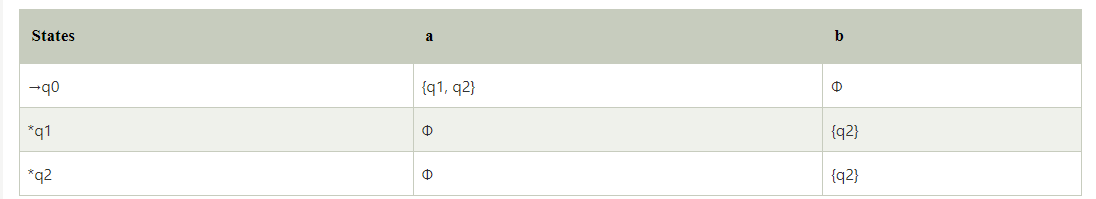 States a b
→q0 {q1, q2} Φ
*q1 Φ {q2}
*q2 Φ {q2}